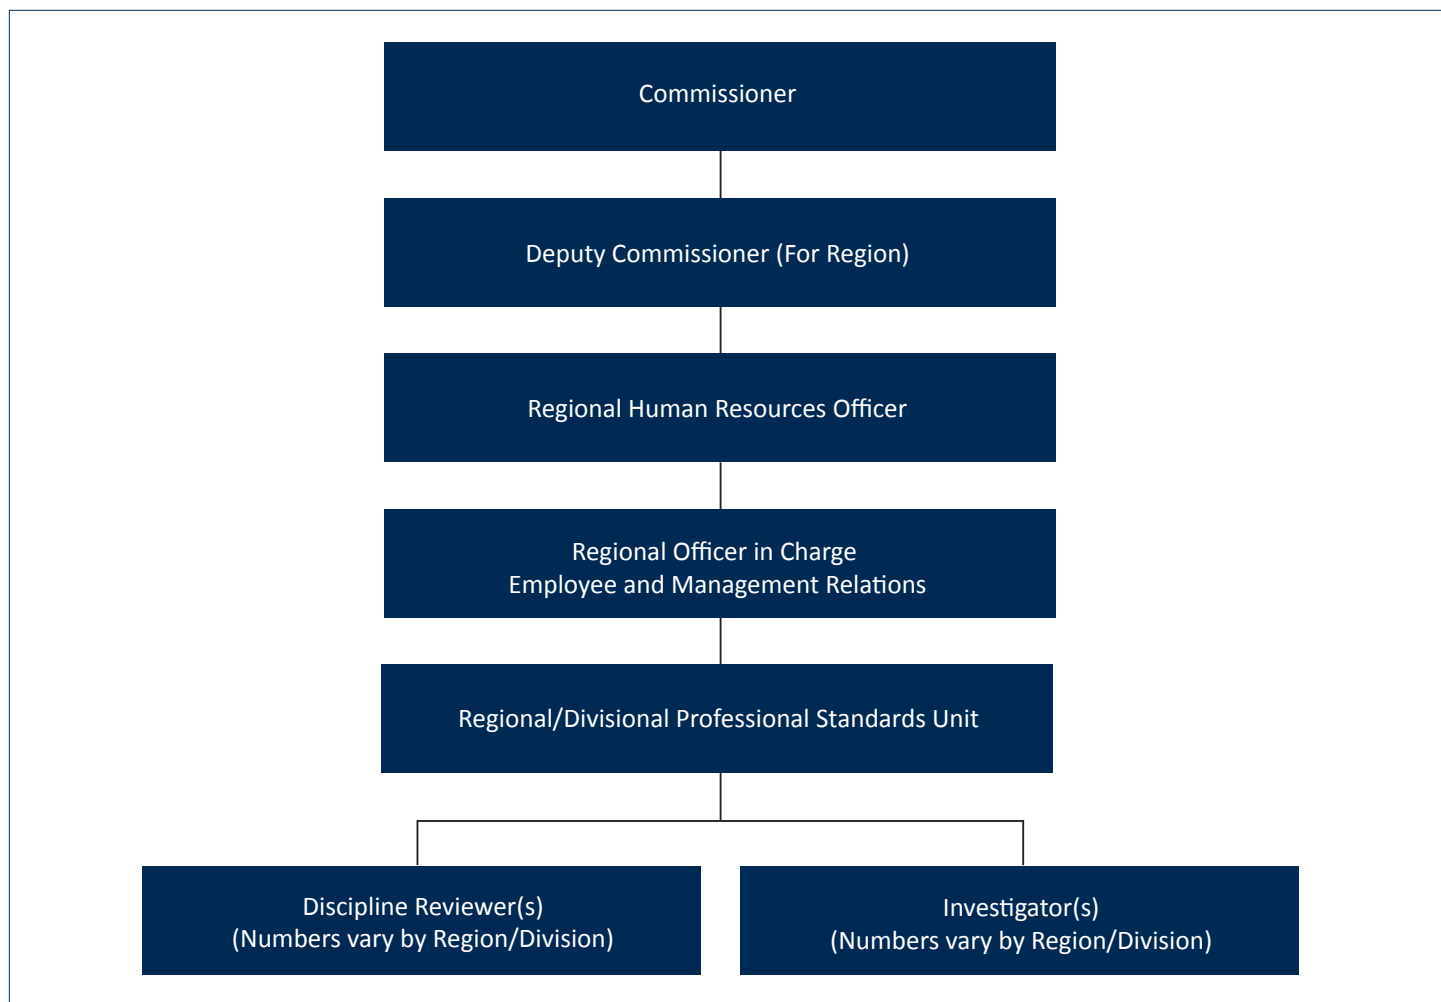 Commissioner
Deputy Commissioner (For Region)
Regional Human Resources Officer
Regional Officer in Charge
Employee and Management Relations
Regional/Divisional Professional Standards Unit
Discipline Reviewer(s)
(Numbers vary by Region/Division)
Investigator(s)
(Numbers vary by Region/Division)